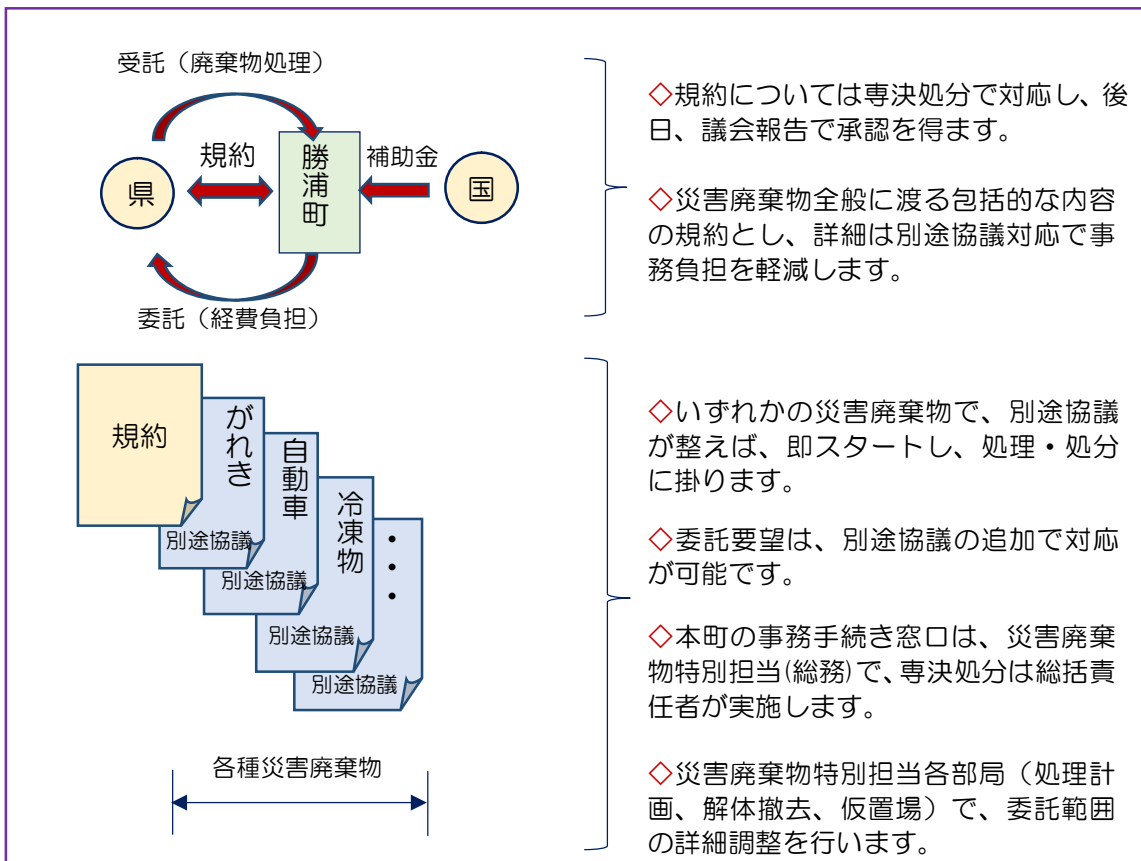 受託（廃棄物処理）
県
規約
勝浦町
補助金
国
委託（経費負担）
◇規約については専決処分で対応し、後
日、議会報告で承認を得ます。
◇災害廃棄物全般に渡る包括的な内容
の規約とし、詳細は別途協議対応で事
務負担を軽減します。
規約
がれき
別途協議
自動車
別途協議
冷凍物
別途協議
・・・
別途協議
各種災害廃棄物
◇いずれかの災害廃棄物で、別途協議
が整えば、即スタートし、処理・処分
に掛ります。
◇委託要望は、別途協議の追加で対応
が可能です。
◇本町の事務手続き窓口は、災害廃棄
物特別担当(総務)で、専決処分は総括責
任者が実施します。
◇災害廃棄物特別担当各部局（処理計
画、解体撤去、仮置場）で、委託範囲
の詳細調整を行います。